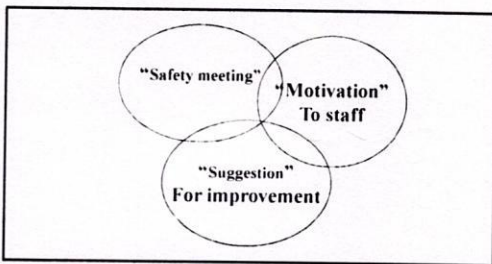 “Safety meeting”
“Motivation”
To staff
“Suggestion”
For improvement